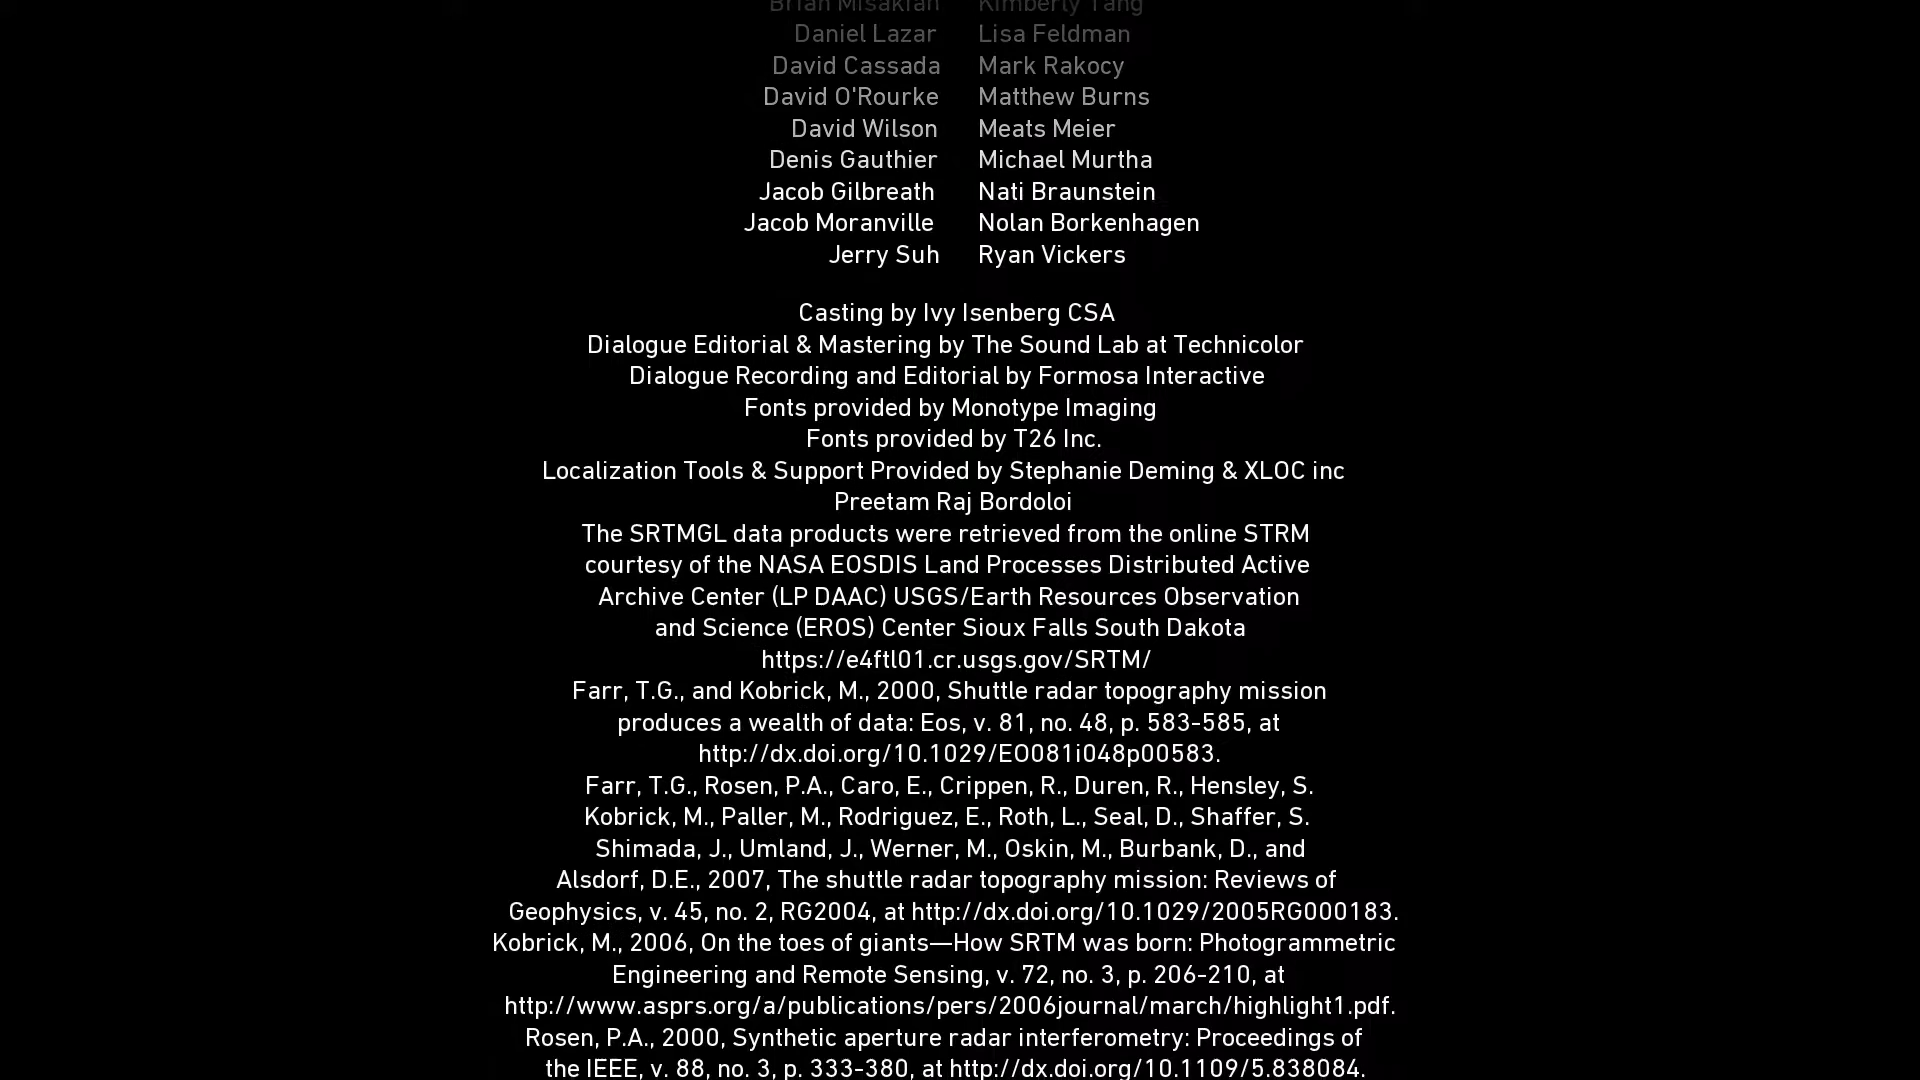 Brian Misakian Kimberly Tang
Daniel Lazar Lisa Feldman
David Cassada Mark Rakocy
David O'Rourke Matthew Burns
David Wilson Meats Meier
Denis Gauthier Michael Murtha
Jacob Gilbreath Nati Braunstein
Jacob Moranville Nolan Borkenhagen
Jerry Suh Ryan Vickers
Casting by Ivy Isenberg CSA
Dialogue Editorial & Mastering by The Sound Lab at Technicolor
Dialogue Recording and Editorial by Formosa Interactive
Fonts provided by Monotype Imaging
Fonts provided by T26 Inc.
Localization Tools & Support Provided by Stephanie Deming & XLOC inc
Preetam Raj Bordoloi
The SRTMGL data products were retrieved from the online STRM
courtesy of the NASA EOSDIS Land Processes Distributed Active
Archive Center (LP DAAC) USGS/Earth Resources Observation
and Science (EROS) Center Sioux Falls South Dakota
https://e4ftl01.cr.usgs.gov/SRTM/
Farr, T.G., and Kobrick, M., 2000, Shuttle radar topography mission
produces a wealth of data: Eos, v. 81, no. 48, p. 583-585, at
http://dx.doi.org/10.1029/EO081i048p00583.
Farr, T.G., Rosen, P.A., Caro, E., Crippen, R., Duren, R., Hensley, S.
Kobrick, M., Paller, M., Rodriguez, E., Roth, L., Seal, D., Shaffer, S.
Shimada, J., Umland, J., Werner, M., Oskin, M., Burbank, D., and
Alsdorf, D.E., 2007, The shuttle radar topography mission: Reviews of
Geophysics, v. 45, no. 2, RG2004, at http://dx.doi.org/10.1029/2005RG000183.
Kobrick, M., 2006, On the toes of giants—How SRTM was born: Photogrammetric
Engineering and Remote Sensing, v. 72, no. 3, p. 206-210, at
http://www.asprs.org/a/publications/pers/2006journal/march/highlight1.pdf.
Rosen, P.A., 2000, Synthetic aperture radar interferometry: Proceedings of
the IEEE, v. 88, no. 3, p. 333-380, at http://dx.doi.org/10.1109/5.838084.